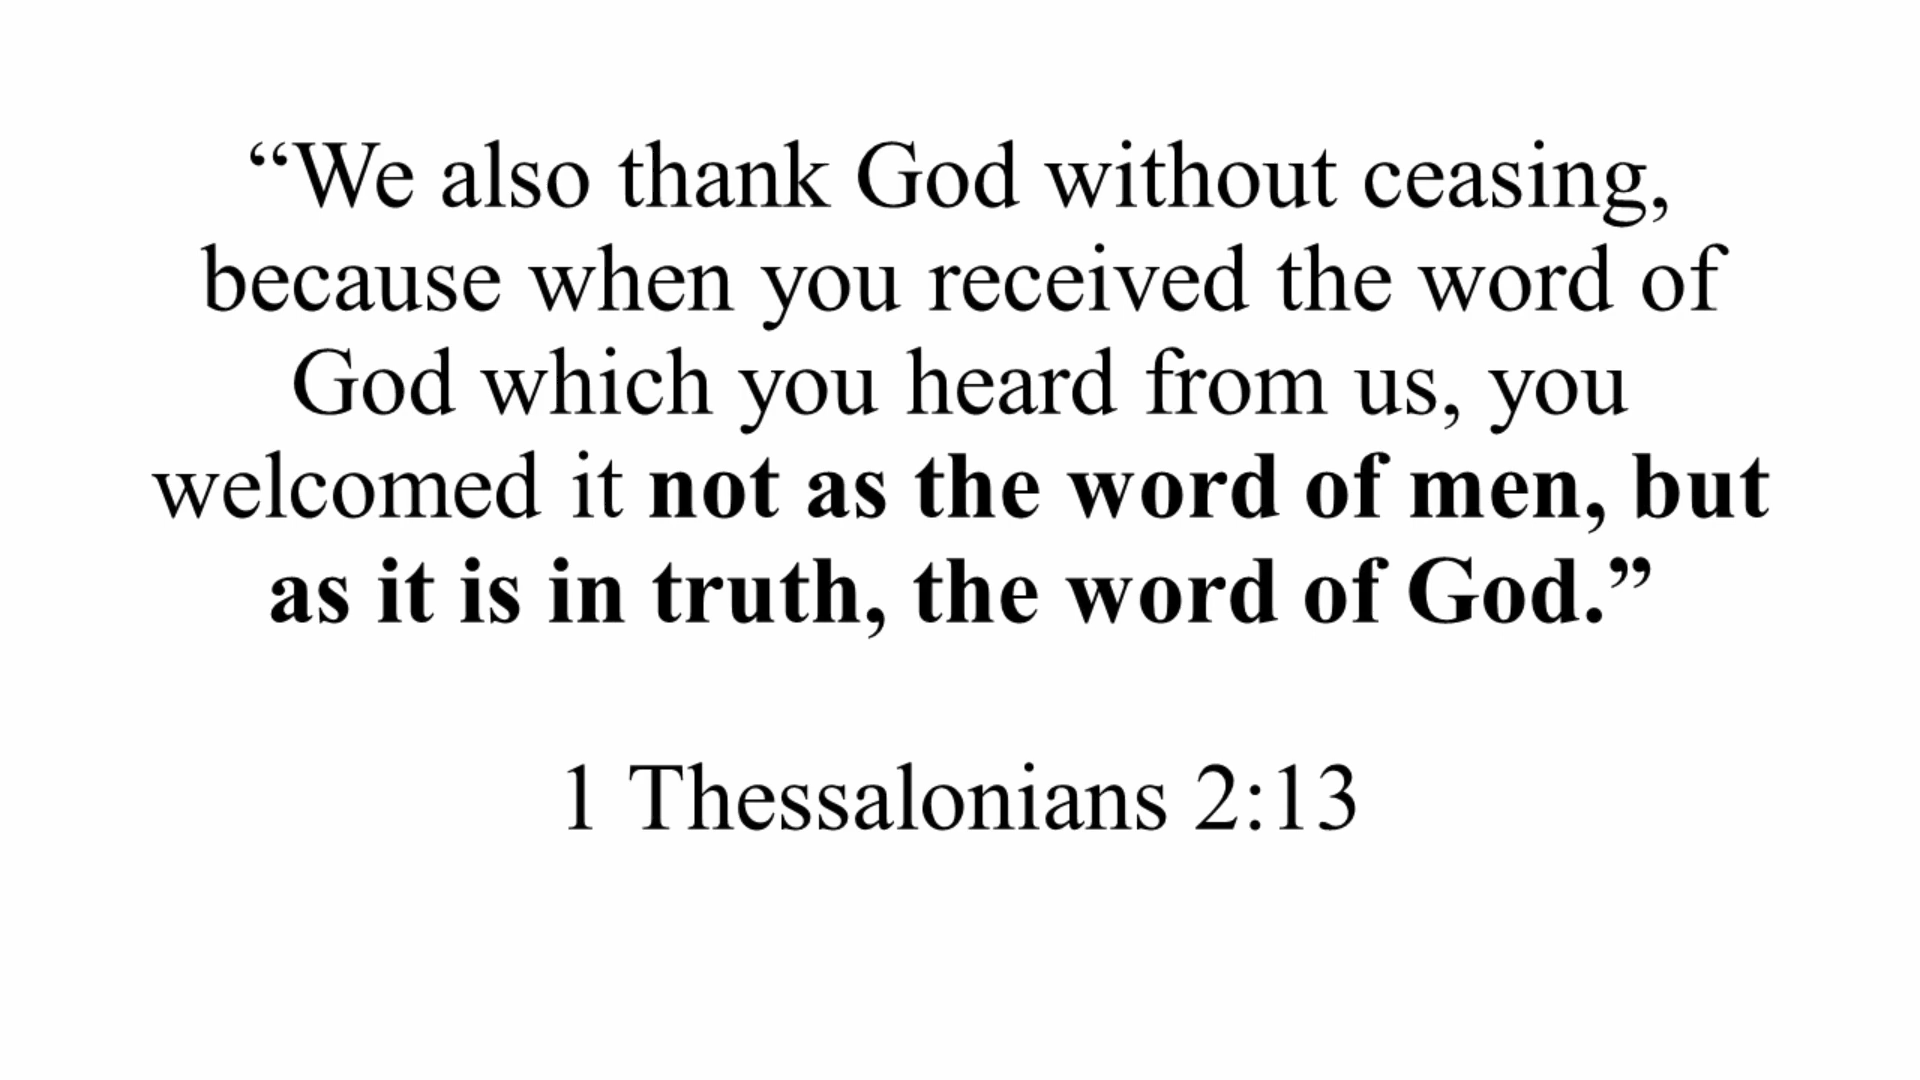 “We also thank God without ceasing,
because when you received the word of
God which you heard from us, you
welcomed it not as the word of men, but
as it is in truth, the word of God.”
1 Thessalonians 2:13